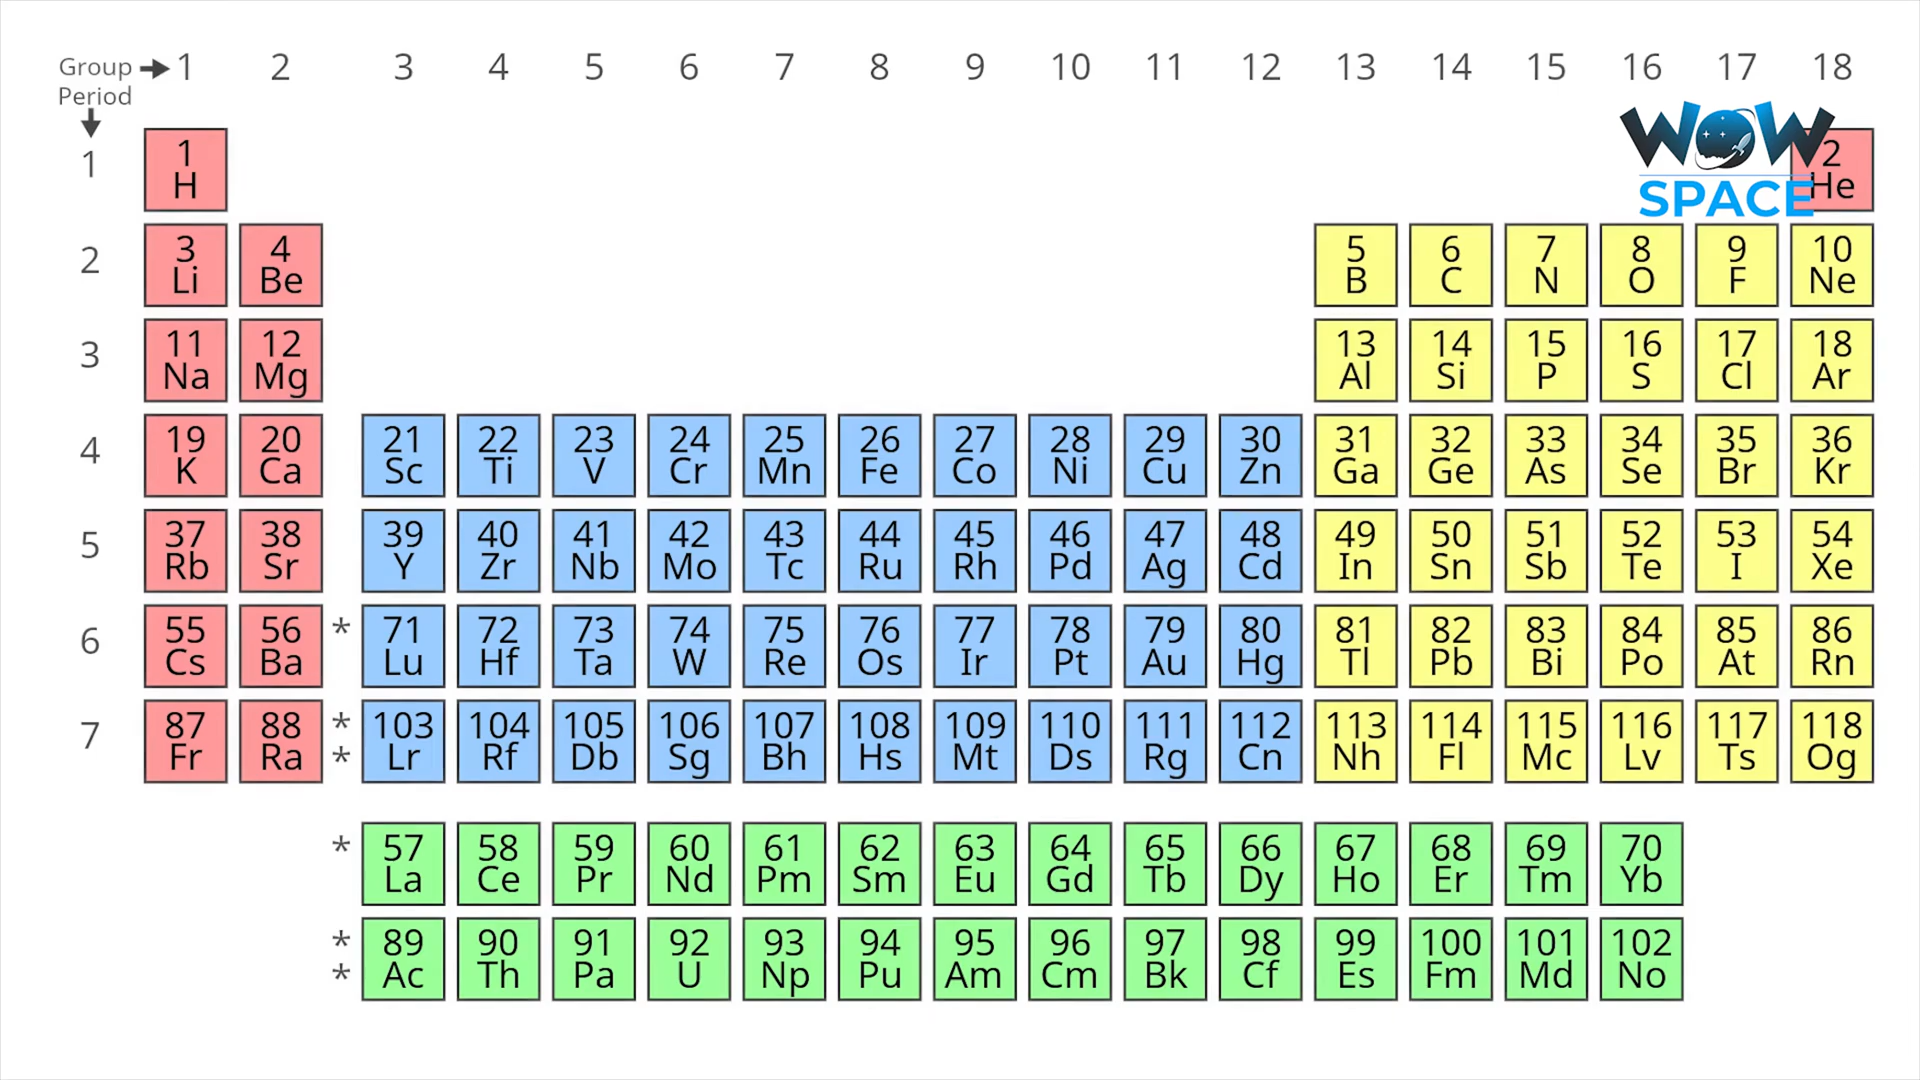 Group 1 2 3 4 5 6 7 8 9 10 11 12 13 14 15 16 17 18
Period
WOW
SPACE
1 1 2
H He
2 3 4 5 6 7 8 9 10
Li Be B C N O F Ne
3 11 12 13 14 15 16 17 18
Na Mg Al Si P S Cl Ar
4 19 20 21 22 23 24 25 26 27 28 29 30 31 32 33 34 35 36
K Ca Sc Ti V Cr Mn Fe Co Ni Cu Zn Ga Ge As Se Br Kr
5 37 38 39 40 41 42 43 44 45 46 47 48 49 50 51 52 53 54
Rb Sr Y Zr Nb Mo Tc Ru Rh Pd Ag Cd In Sn Sb Te I Xe
6 55 56 * 71 72 73 74 75 76 77 78 79 80 81 82 83 84 85 86
Cs Ba Lu Hf Ta W Re Os Ir Pt Au Hg Tl Pb Bi Po At Rn
7 87 88 * 103 104 105 106 107 108 109 110 111 112 113 114 115 116 117 118
Fr Ra * Lr Rf Db Sg Bh Hs Mt Ds Rg Cn Nh Fl Mc Lv Ts Og
* 57 58 59 60 61 62 63 64 65 66 67 68 69 70
La Ce Pr Nd Pm Sm Eu Gd Tb Dy Ho Er Tm Yb
* 89 90 91 92 93 94 95 96 97 98 99 100 101 102
* Ac Th Pa U Np Pu Am Cm Bk Cf Es Fm Md No